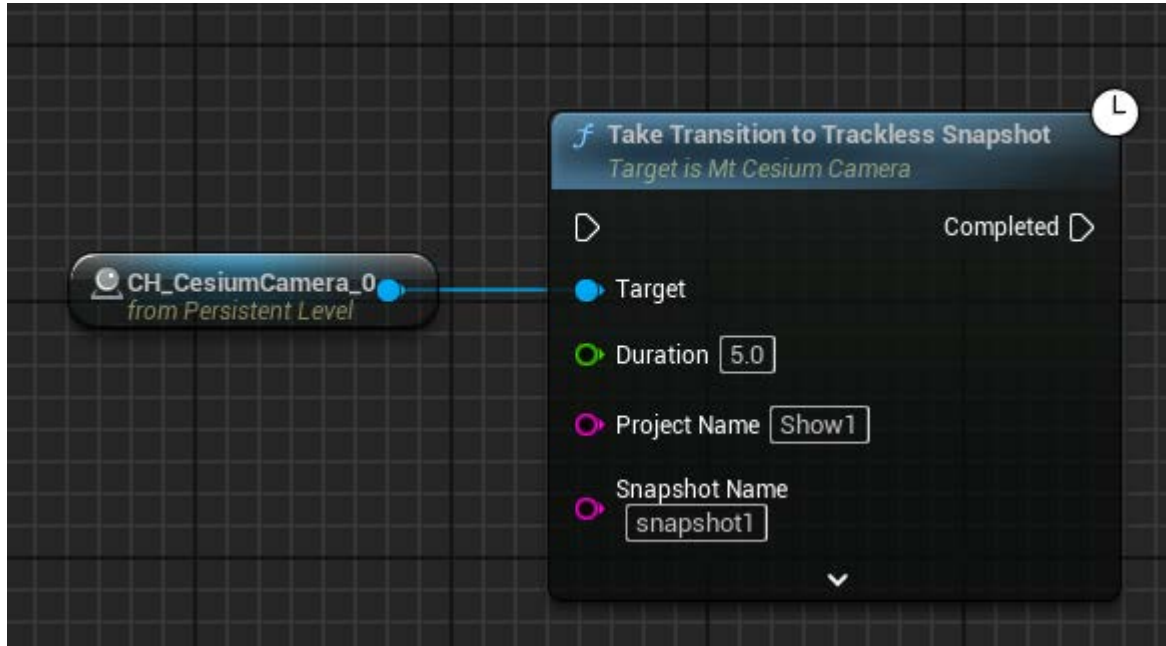 Take Transition to Trackless Snapshot
Target is Mt Cesium Camera
Completed
CH_CesiumCamera_0
from Persistent Level
Target
Duration 5.0
Project Name Show1
Snapshot Name
snapshot1